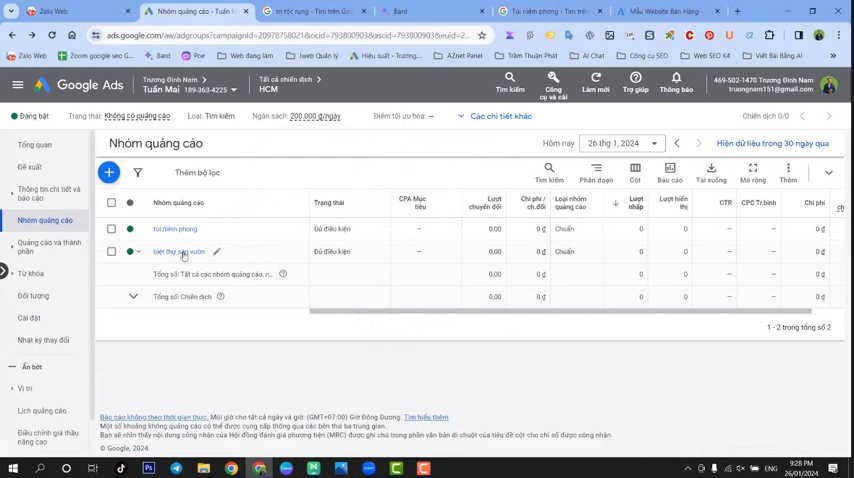 Zalo Web
Nhóm quảng cáo - Tuấn M
trị tóc rụng - Tìm trên Goo
Bard
Túi niêm phong - Tìm trên
Mẫu Website Bán Hàng -
ads.google.com/aw/adgroups?campaignId=20978758021&ocid=793800903&ascid=793800903&euid=2...
Zalo Web
Zoom google seo G...
Bard
Poe
Web đang làm
Jweb Quản lý
Hiệu suất - Trương...
AZnet Panel
Trầm Thuận Phát
AI Chat
Công cụ SEO
Web SEO K4
Viết Bài Bằng AI
Google Ads
Trương Đình Nam
Tuấn Mai 189-363-4225
Tất cả chiến dịch
HCM
Tìm kiếm
Công cụ và cài
Làm mới
Trợ giúp
Thông báo
469-502-1470 Trương Đình Nam
truongnam151@gmail.com
Đang bật
Trạng thái: Không có quảng cáo
Loại: Tìm kiếm
Ngân sách: 200.000 ₫/ngày
Điểm tối ưu hóa: —
Các chi tiết khác
Chiến dịch 0/0
Tổng quan
Đề xuất
Thông tin chi tiết và báo cáo
Nhóm quảng cáo
Quảng cáo và thành phần
Từ khóa
Đối tượng
Cài đặt
Nhật ký thay đổi
Ẩn bớt
Vị trí
Lịch quảng cáo
Điều chỉnh giá thầu nâng cao
Nhóm quảng cáo
Hôm nay
26 thg 1, 2024
Hiện dữ liệu trong 30 ngày qua
Thêm bộ lọc
Tìm kiếm
Phân đoạn
Cột
Báo cáo
Tải xuống
Mở rộng
Thêm
Nhóm quảng cáo
Trạng thái
CPA Mục tiêu
Lượt chuyển đổi
Chi phí / ch.đổi
Loại nhóm quảng cáo
Lượt nhấp
Lượt hiển thị
CTR
CPC Tr.bình
Chi phí
túi niêm phong Đủ điều kiện — 0,00 0 ₫ Chuẩn 0 0 — — 0 ₫
biệt thự sân vườn Đủ điều kiện — 0,00 0 ₫ Chuẩn 0 0 — — 0 ₫
Tổng số: Tất cả các nhóm quảng cáo, n... 0,00 0 ₫ 0 0 — — 0 ₫
Tổng số: Chiến dịch 0,00 0 ₫ 0 0 — — 0 ₫
1 - 2 trong tổng số 2
Báo cáo không theo thời gian thực. Múi giờ cho tất cả ngày và giờ: (GMT+07:00) Giờ Đông Dương. Tìm hiểu thêm
Một số khoảng không quảng cáo có thể được cung cấp thông qua các bên thứ ba trung gian.
Bạn sẽ nhìn thấy nội dung công nhận của Hội đồng đánh giá phương tiện (MRC) được ghi chú trong phần văn bản di chuột của tiêu đề cột cho số đo được công nhận.
© Google, 2024.
ENG
9:28 PM
26/01/2024